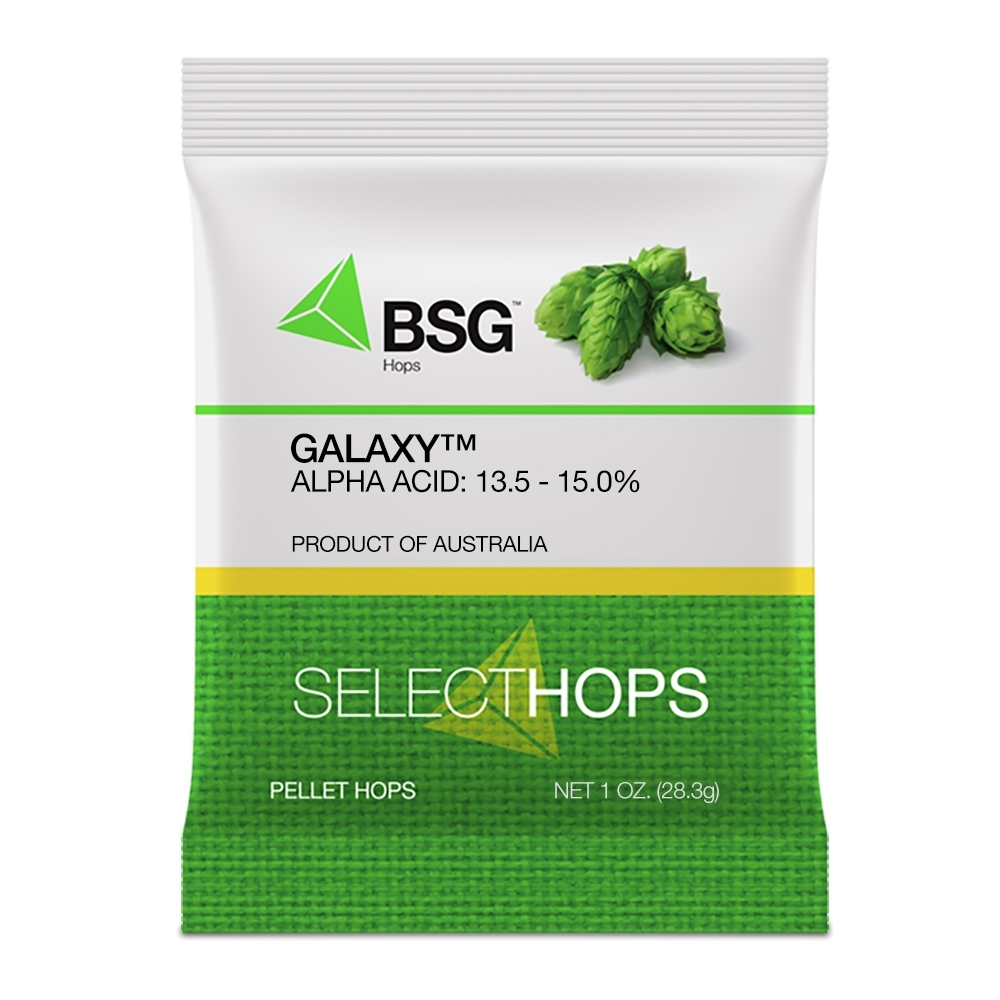 BSG™
Hops
GALAXY™
ALPHA ACID: 13.5 - 15.0%
PRODUCT OF AUSTRALIA
SELECTHOPS
PELLET HOPS NET 1 OZ. (28.3g)